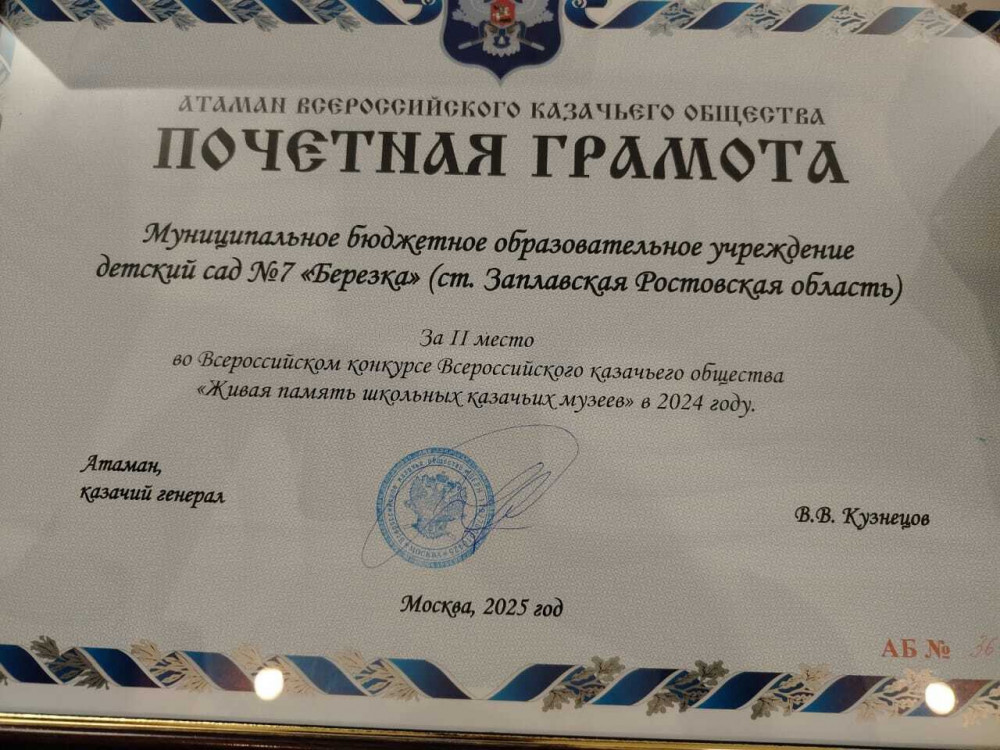 АТАМАН ВСЕРОССИЙСКОГО КАЗАЧЬЕГО ОБЩЕСТВА
ПОЧЕТНАЯ ГРАМОТА
Муниципальное бюджетное образовательное учреждение
детский сад №7 «Березка» (ст. Заплавская Ростовская область)
За II место
во Всероссийском конкурсе Всероссийского казачьего общества
«Живая память школьных казачьих музеев» в 2024 году.
Атаман,
казачий генерал
В.В. Кузнецов
МОСКВА
Москва, 2025 год
АБ № 36